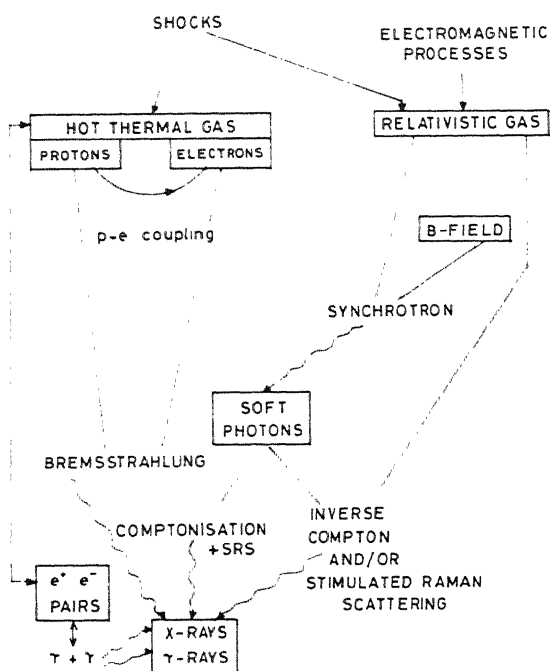 SHOCKS
ELECTROMAGNETIC
PROCESSES
HOT THERMAL GAS
PROTONS
ELECTRONS
RELATIVISTIC GAS
p-e coupling
B-FIELD
SYNCHROTRON
SOFT
PHOTONS
BREMSSTRAHLUNG
COMPTONISATION
+SRS
INVERSE
COMPTON
AND/OR
STIMULATED RAMAN
SCATTERING
e⁺ e⁻
PAIRS
γ + γ
X-RAYS
γ-RAYS